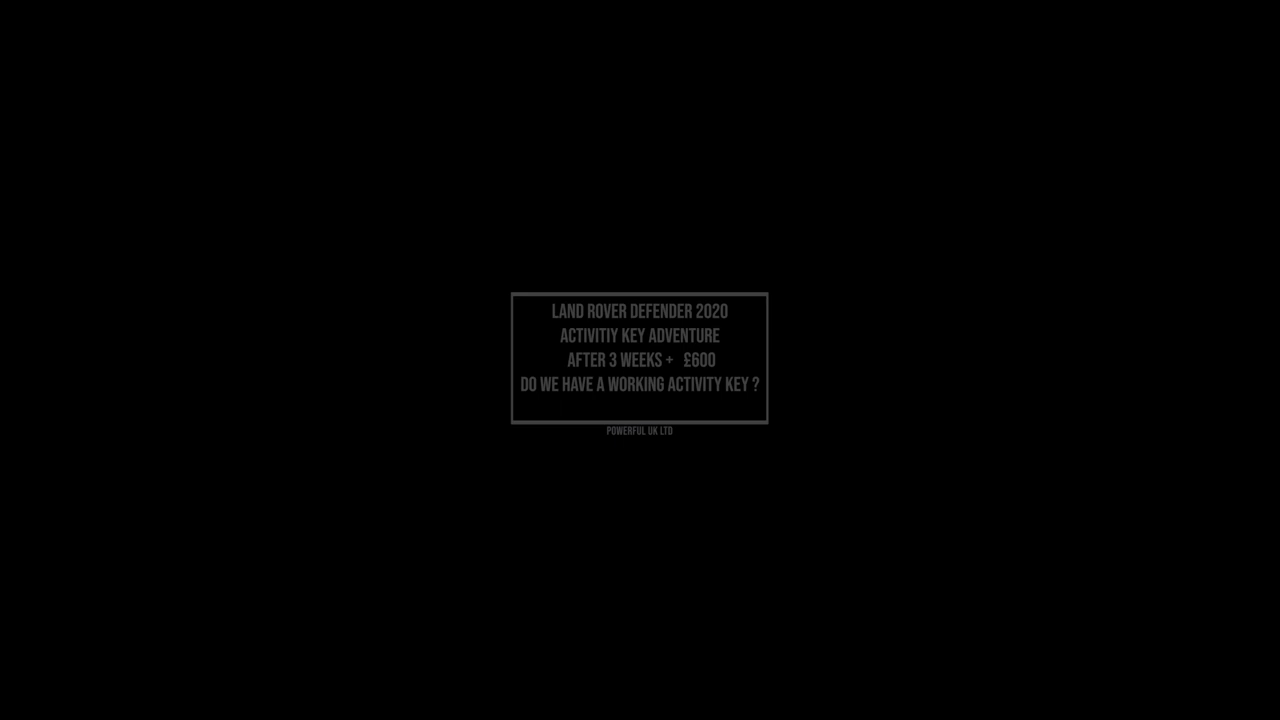 LAND ROVER DEFENDER 2020
ACTIVITIY KEY ADVENTURE
AFTER 3 WEEKS + £600
DO WE HAVE A WORKING ACTIVITY KEY ?
POWERFUL UK LTD